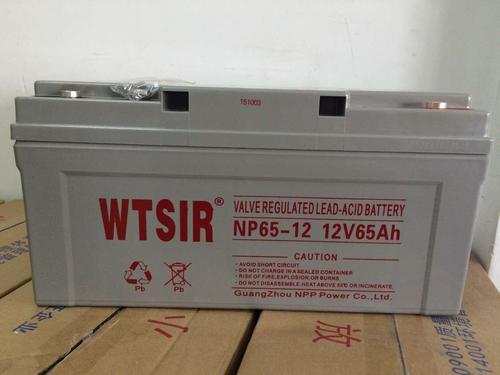 151003
WTSIR®
VALVE REGULATED LEAD-ACID BATTERY
NP65-12 12V65Ah
CAUTION
• AVOID SHORT CIRCUIT
• DO NOT CHARGE IN A SEALED CONTAINER
• RISK OF FIRE, EXPLOSION, OR BURNS.
• DO NOT DISASSEMBLE.HEAT ABOVE 50℃ OR INCINERATE.
Pb
Pb
GuangZhou NPP Power Co., Ltd.
小
放